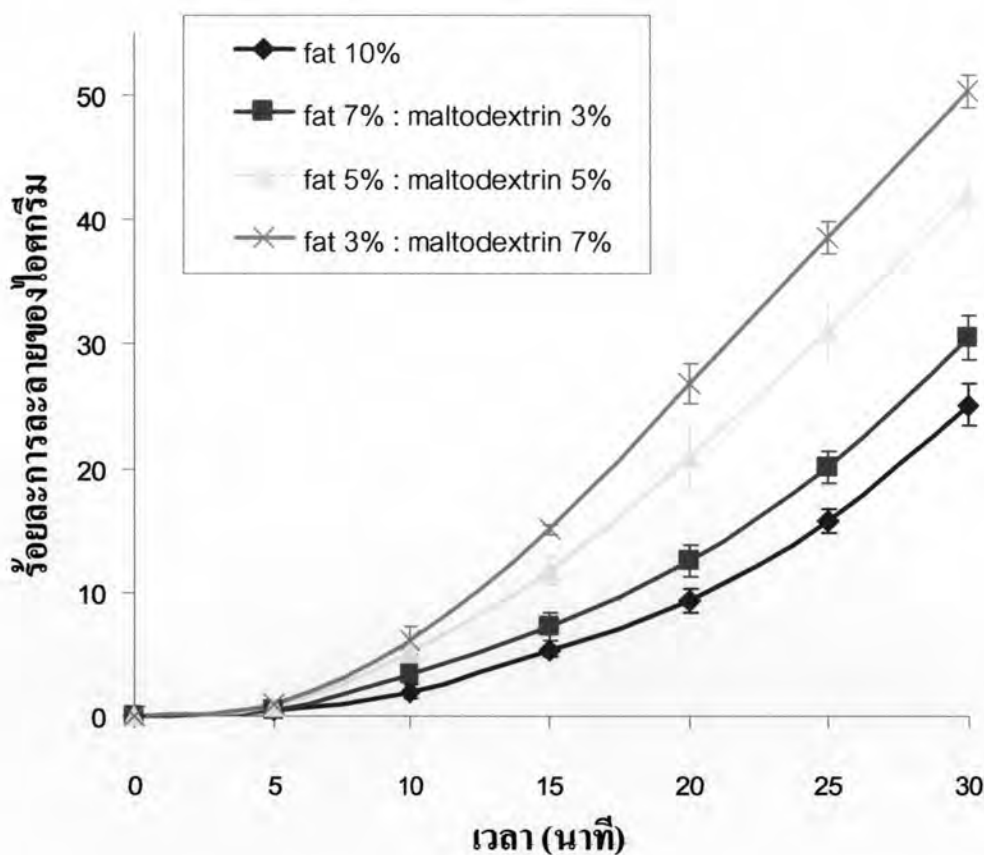 fat 10%
fat 7% : maltodextrin 3%
fat 5% : maltodextrin 5%
fat 3% : maltodextrin 7%
ร้อยละการละลายของไอศกรีม
50
40
30
20
10
0
0 5 10 15 20 25 30
เวลา (นาที)